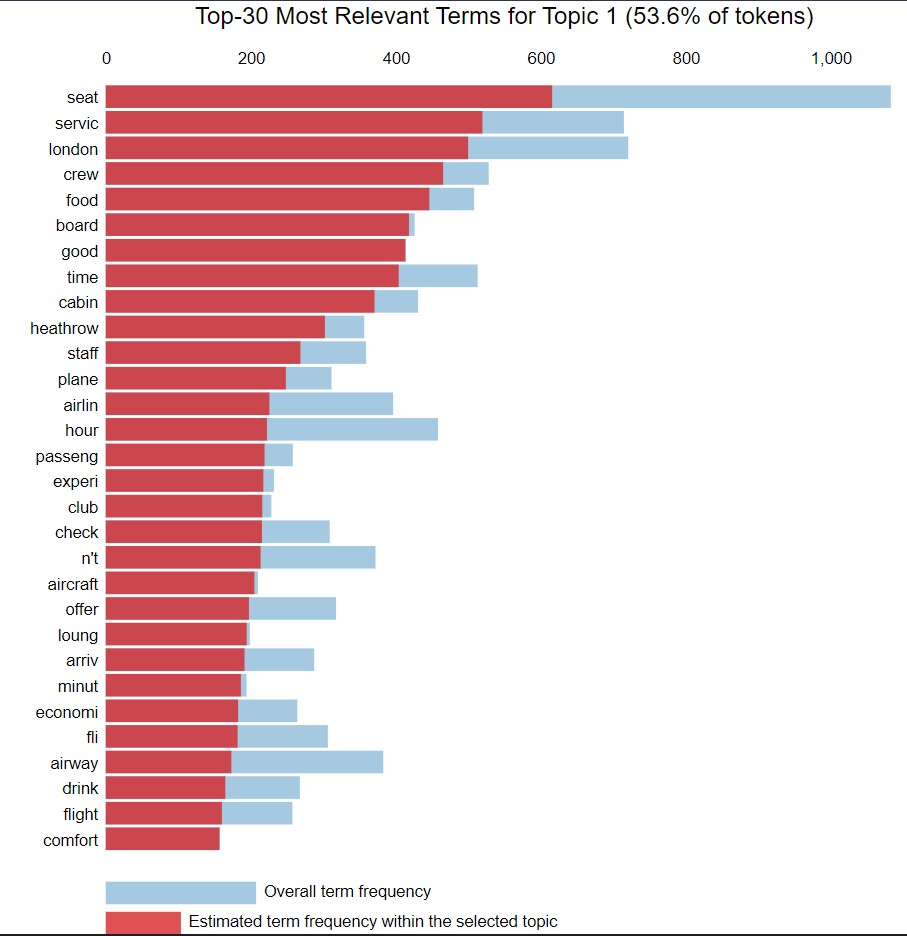 Top-30 Most Relevant Terms for Topic 1 (53.6% of tokens)
0 200 400 600 800 1,000
seat
servic
london
crew
food
board
good
time
cabin
heathrow
staff
plane
airlin
hour
passeng
experi
club
check
n't
aircraft
offer
loung
arriv
minut
economi
fli
airway
drink
flight
comfort
Overall term frequency
Estimated term frequency within the selected topic